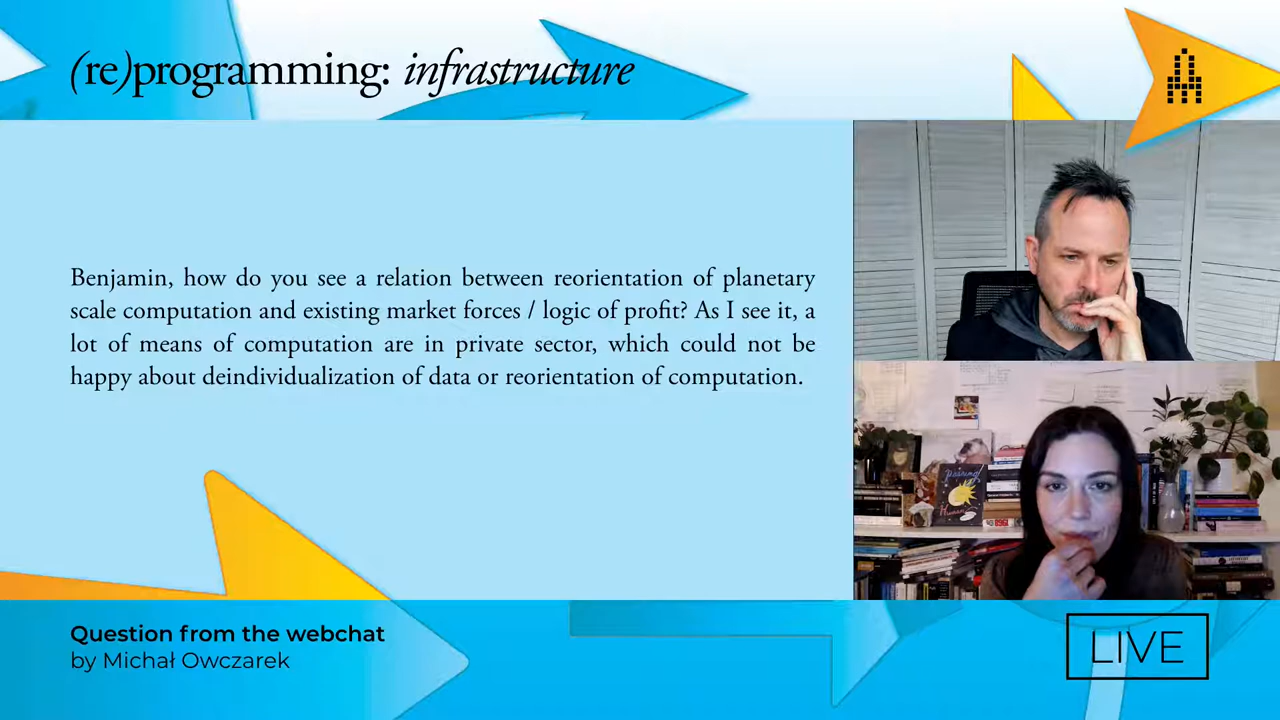 (re)programming: infrastructure
Benjamin, how do you see a relation between reorientation of planetary
scale computation and existing market forces / logic of profit? As I see it, a
lot of means of computation are in private sector, which could not be
happy about deindividualization of data or reorientation of computation.
Question from the webchat
by Michał Owczarek
LIVE